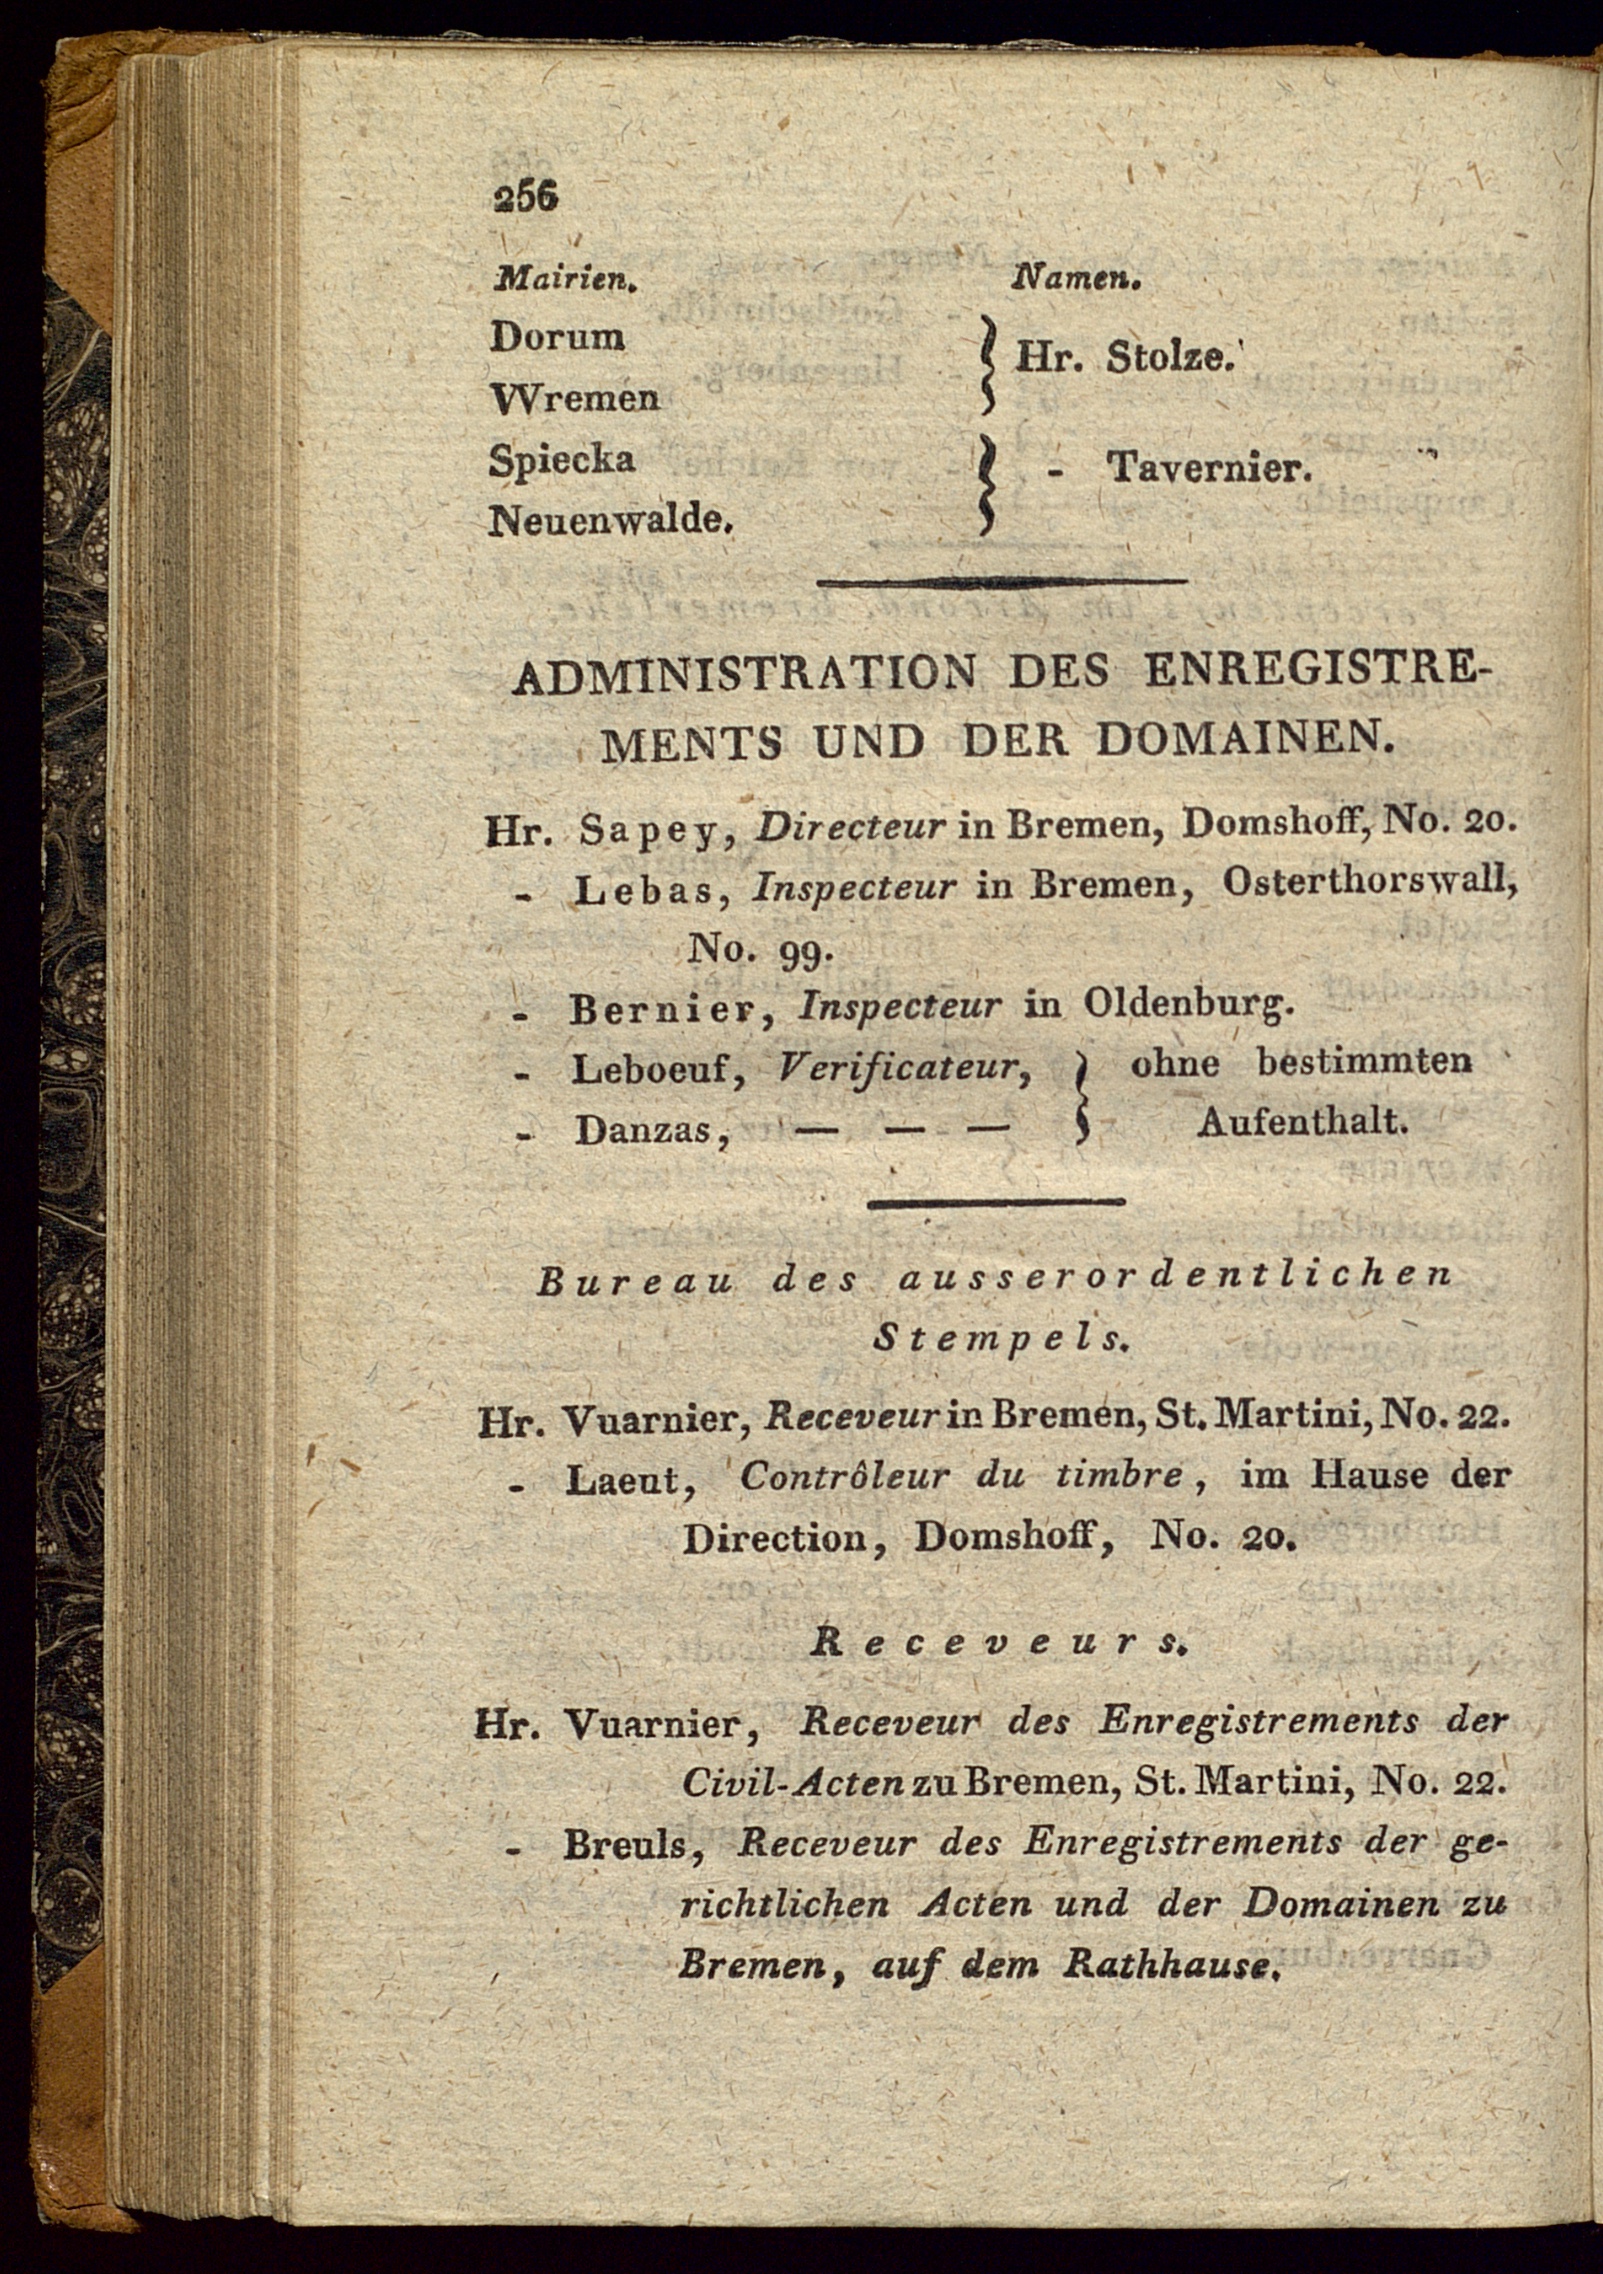 256
Mairien. Namen.
Dorum
Wremen } Hr. Stolze.
Spiecka
Neuenwalde. } - Tavernier.
ADMINISTRATION DES ENREGISTRE-
MENTS UND DER DOMAINEN.
Hr. Sapey, Directeur in Bremen, Domshoff, No. 20.
- Lebas, Inspecteur in Bremen, Osterthorswall,
No. 99.
- Bernier, Inspecteur in Oldenburg.
- Leboeuf, Verificateur, } ohne bestimmten
- Danzas, — — — } Aufenthalt.
Bureau des ausserordentlichen
Stempels.
Hr. Vuarnier, Receveur in Bremen, St. Martini, No. 22.
- Laeut, Contrôleur du timbre, im Hause der
Direction, Domshoff, No. 20.
Receveurs.
Hr. Vuarnier, Receveur des Enregistrements der
Civil-Acten zu Bremen, St. Martini, No. 22.
- Breuls, Receveur des Enregistrements der ge-
richtlichen Acten und der Domainen zu
Bremen, auf dem Rathhause.